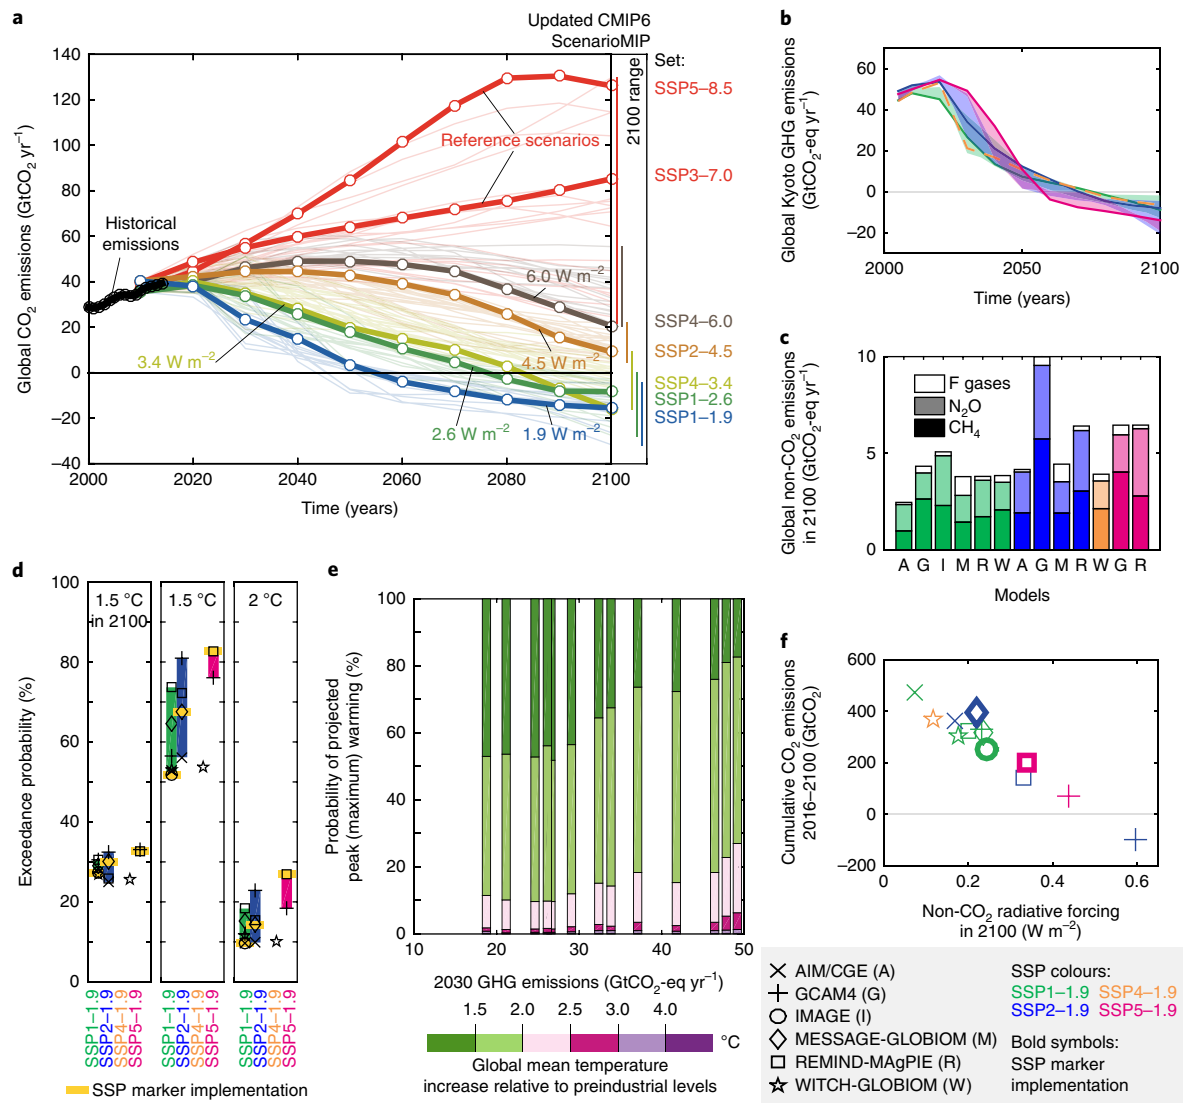 a
Updated CMIP6
ScenarioMIP
Set:
2100 range
Global CO2 emissions (GtCO2 yr−1)
140
120
100
80
60
40
20
0
−20
−40
2000
2020
2040
2060
2080
2100
Time (years)
Historical
emissions
Reference scenarios
6.0 W m−2
4.5 W m−2
3.4 W m−2
2.6 W m−2
1.9 W m−2
SSP5–8.5
SSP3–7.0
SSP4–6.0
SSP2–4.5
SSP4–3.4
SSP1–2.6
SSP1–1.9
b
Global Kyoto GHG emissions
(GtCO2-eq yr−1)
60
40
20
0
−20
2000
2050
2100
Time (years)
c
Global non-CO2 emissions
in 2100 (GtCO2-eq yr−1)
10
5
0
F gases
N2O
CH4
A G I M R W A G M R W G R
Models
d
Exceedance probability (%)
100
80
60
40
20
0
1.5 °C
in 2100
1.5 °C
2 °C
SSP1–1.9
SSP2–1.9
SSP4–1.9
SSP5–1.9
SSP1–1.9
SSP2–1.9
SSP4–1.9
SSP5–1.9
SSP1–1.9
SSP2–1.9
SSP4–1.9
SSP5–1.9
SSP marker implementation
e
Probability of projected
peak (maximum) warming (%)
100
80
60
40
20
0
10
20
30
40
50
2030 GHG emissions (GtCO2-eq yr−1)
1.5 2.0 2.5 3.0 4.0
°C
Global mean temperature
increase relative to preindustrial levels
f
Cumulative CO2 emissions
2016–2100 (GtCO2)
600
400
200
0
−200
0
0.2
0.4
0.6
Non-CO2 radiative forcing
in 2100 (W m−2)
AIM/CGE (A)
GCAM4 (G)
IMAGE (I)
MESSAGE-GLOBIOM (M)
REMIND-MAgPIE (R)
WITCH-GLOBIOM (W)
SSP colours:
SSP1–1.9 SSP4–1.9
SSP2–1.9 SSP5–1.9
Bold symbols:
SSP marker
implementation